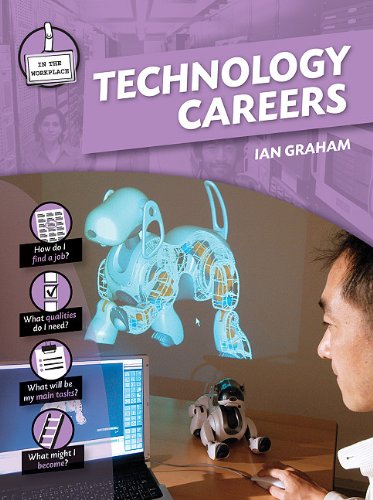 IN THE
WORKPLACE
TECHNOLOGY
CAREERS
IAN GRAHAM
How do I
find a job?
What qualities
do I need?
What will be
my main tasks?
What might I
become?